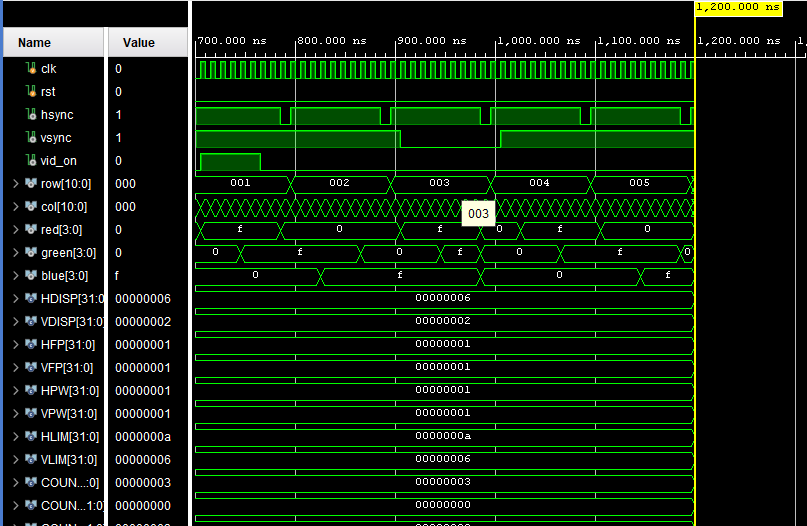 1,200.000 ns
Name Value
700.000 ns 800.000 ns 900.000 ns 1,000.000 ns 1,100.000 ns 1,200.000 ns 1,
clk 0
rst 0
hsync 1
vsync 1
vid_on 0
row[10:0] 000 001 002 003 004 005
col[10:0] 000
003
red[3:0] 0 f 0 f 0 f 0
green[3:0] 0 0 f 0 f 0 f 0
blue[3:0] f 0 f 0 f
HDISP[31:0 00000006 00000006
VDISP[31:0] 00000002 00000002
HFP[31:0] 00000001 00000001
VFP[31:0] 00000001 00000001
HPW[31:0] 00000001 00000001
VPW[31:0] 00000001 00000001
HLIM[31:0] 0000000a 0000000a
VLIM[31:0] 00000006 00000006
COUN...:0] 00000003 00000003
COUN...1:0] 00000000 00000000